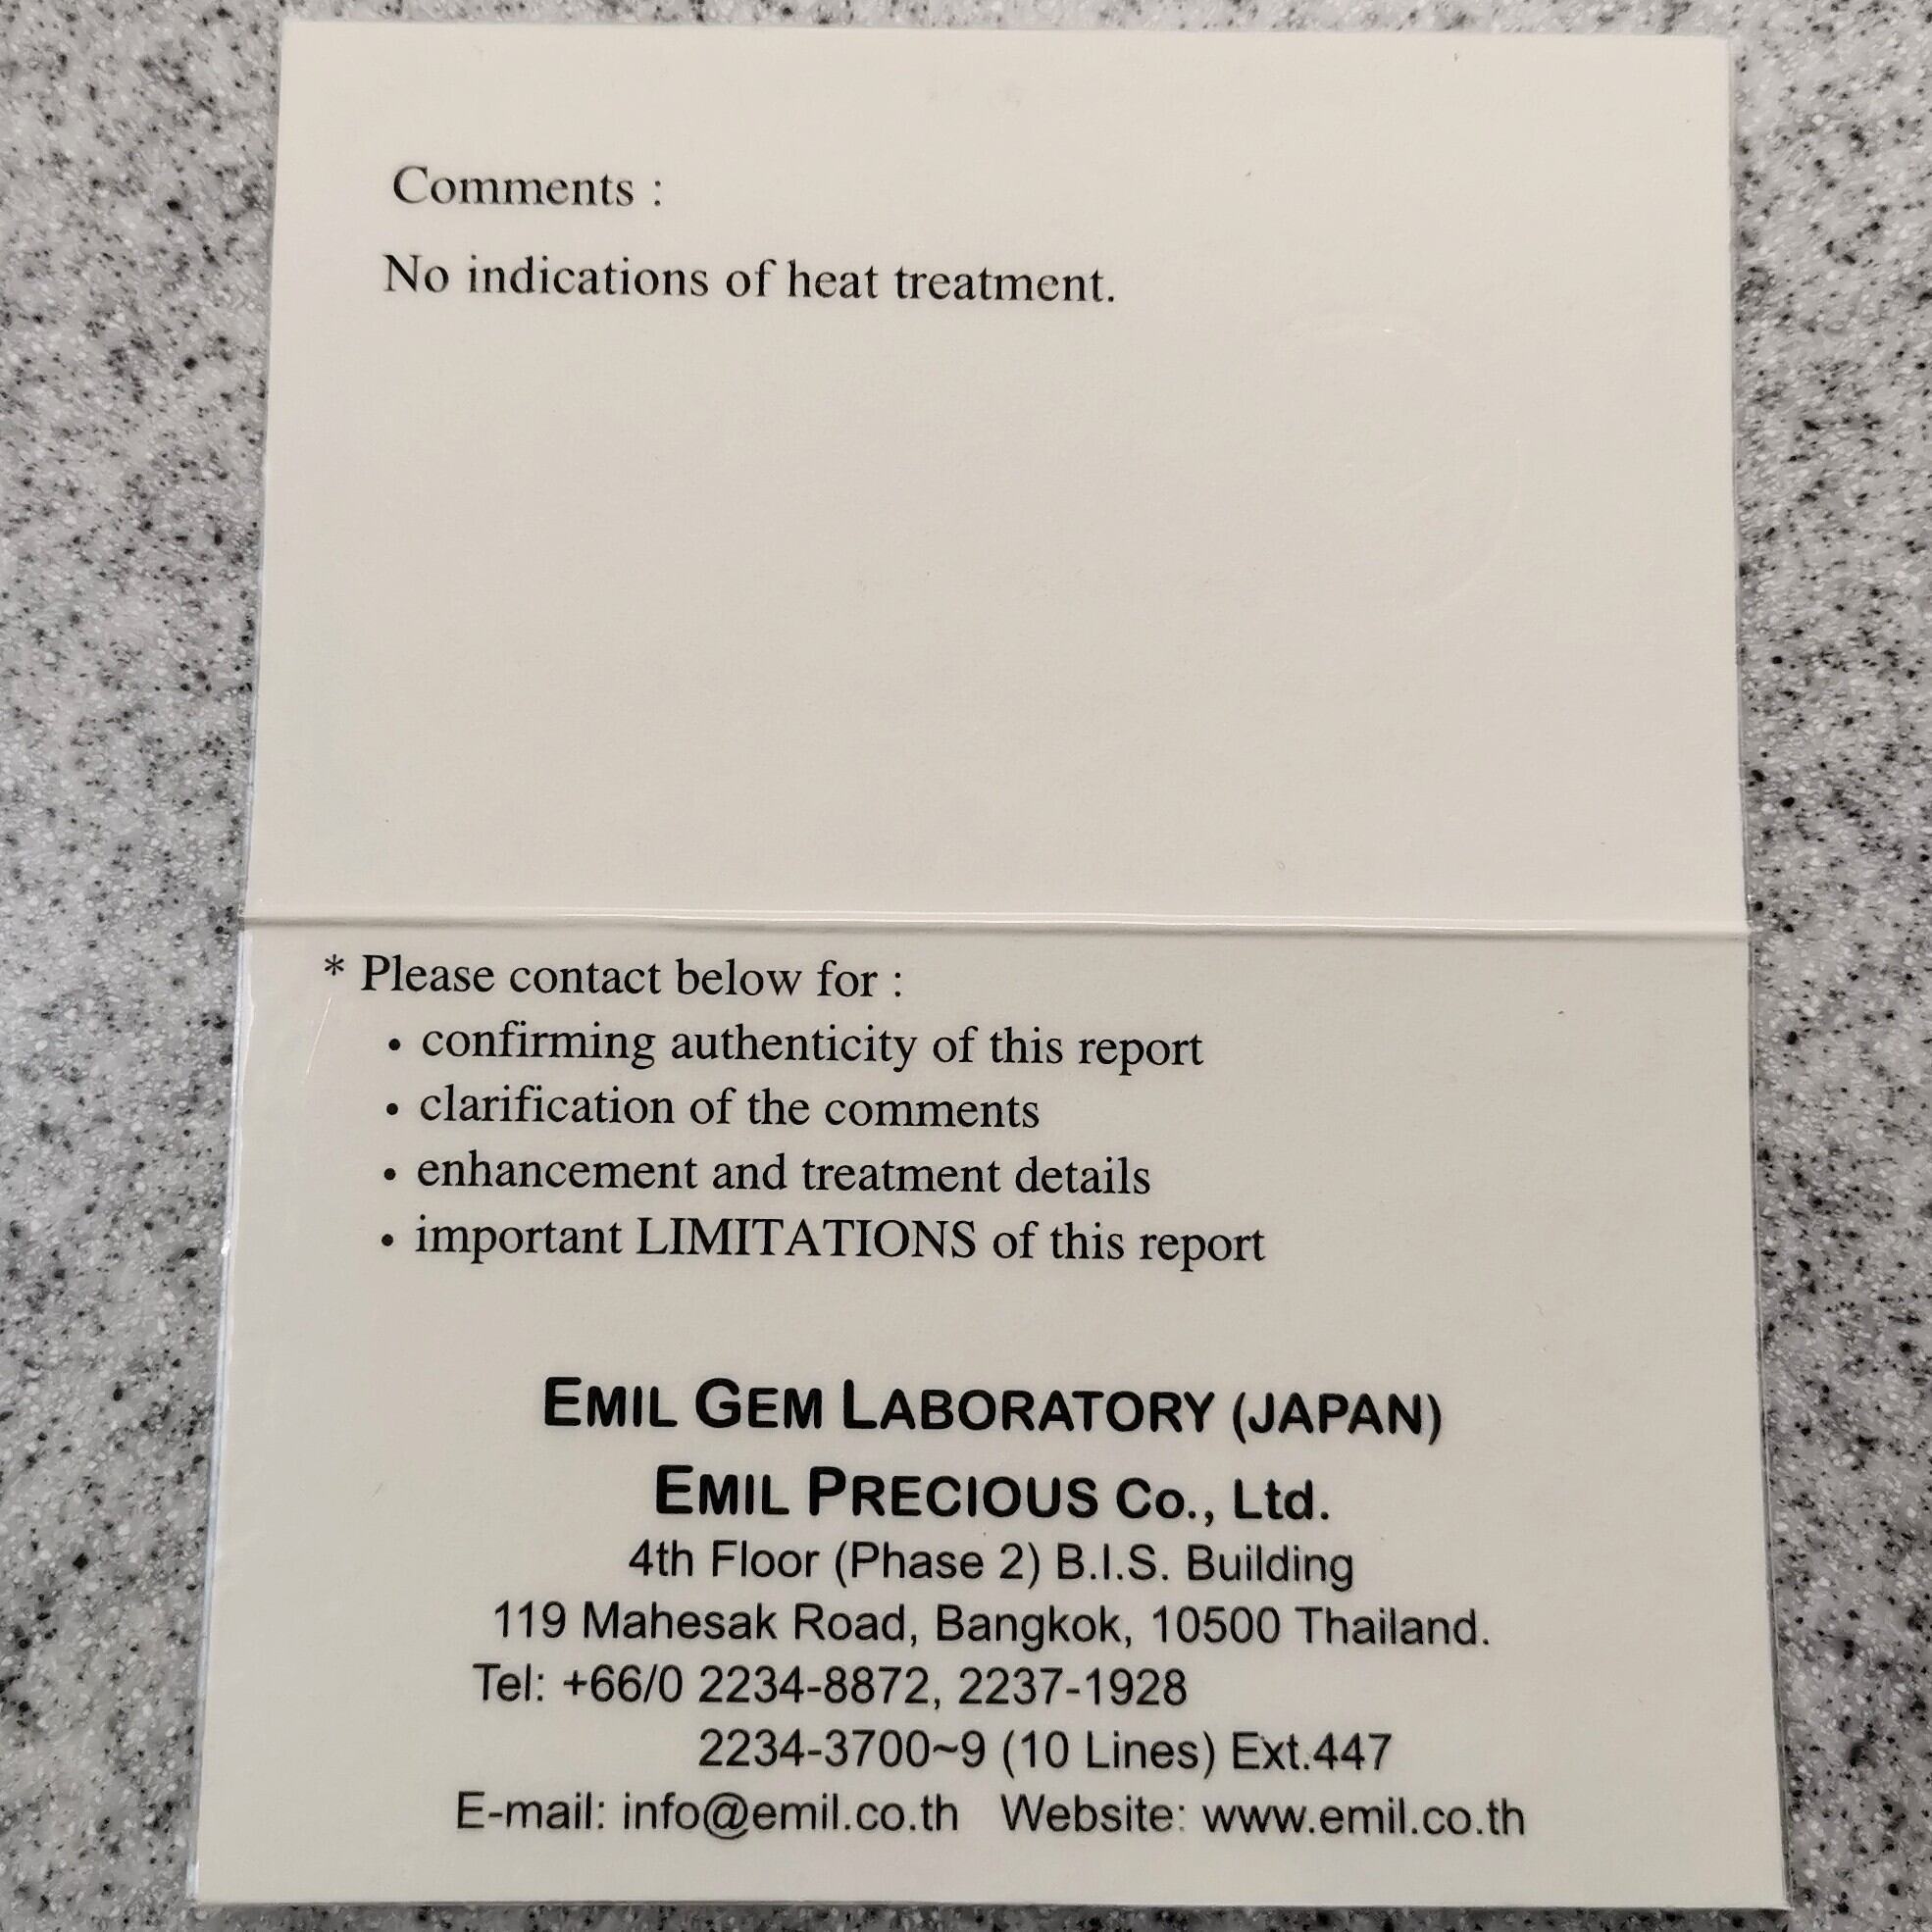 Comments :
No indications of heat treatment.
* Please contact below for :
• confirming authenticity of this report
• clarification of the comments
• enhancement and treatment details
• important LIMITATIONS of this report
EMIL GEM LABORATORY (JAPAN)
EMIL PRECIOUS Co., Ltd.
4th Floor (Phase 2) B.I.S. Building
119 Mahesak Road, Bangkok, 10500 Thailand.
Tel: +66/0 2234-8872, 2237-1928
2234-3700~9 (10 Lines) Ext.447
E-mail: info@emil.co.th Website: www.emil.co.th